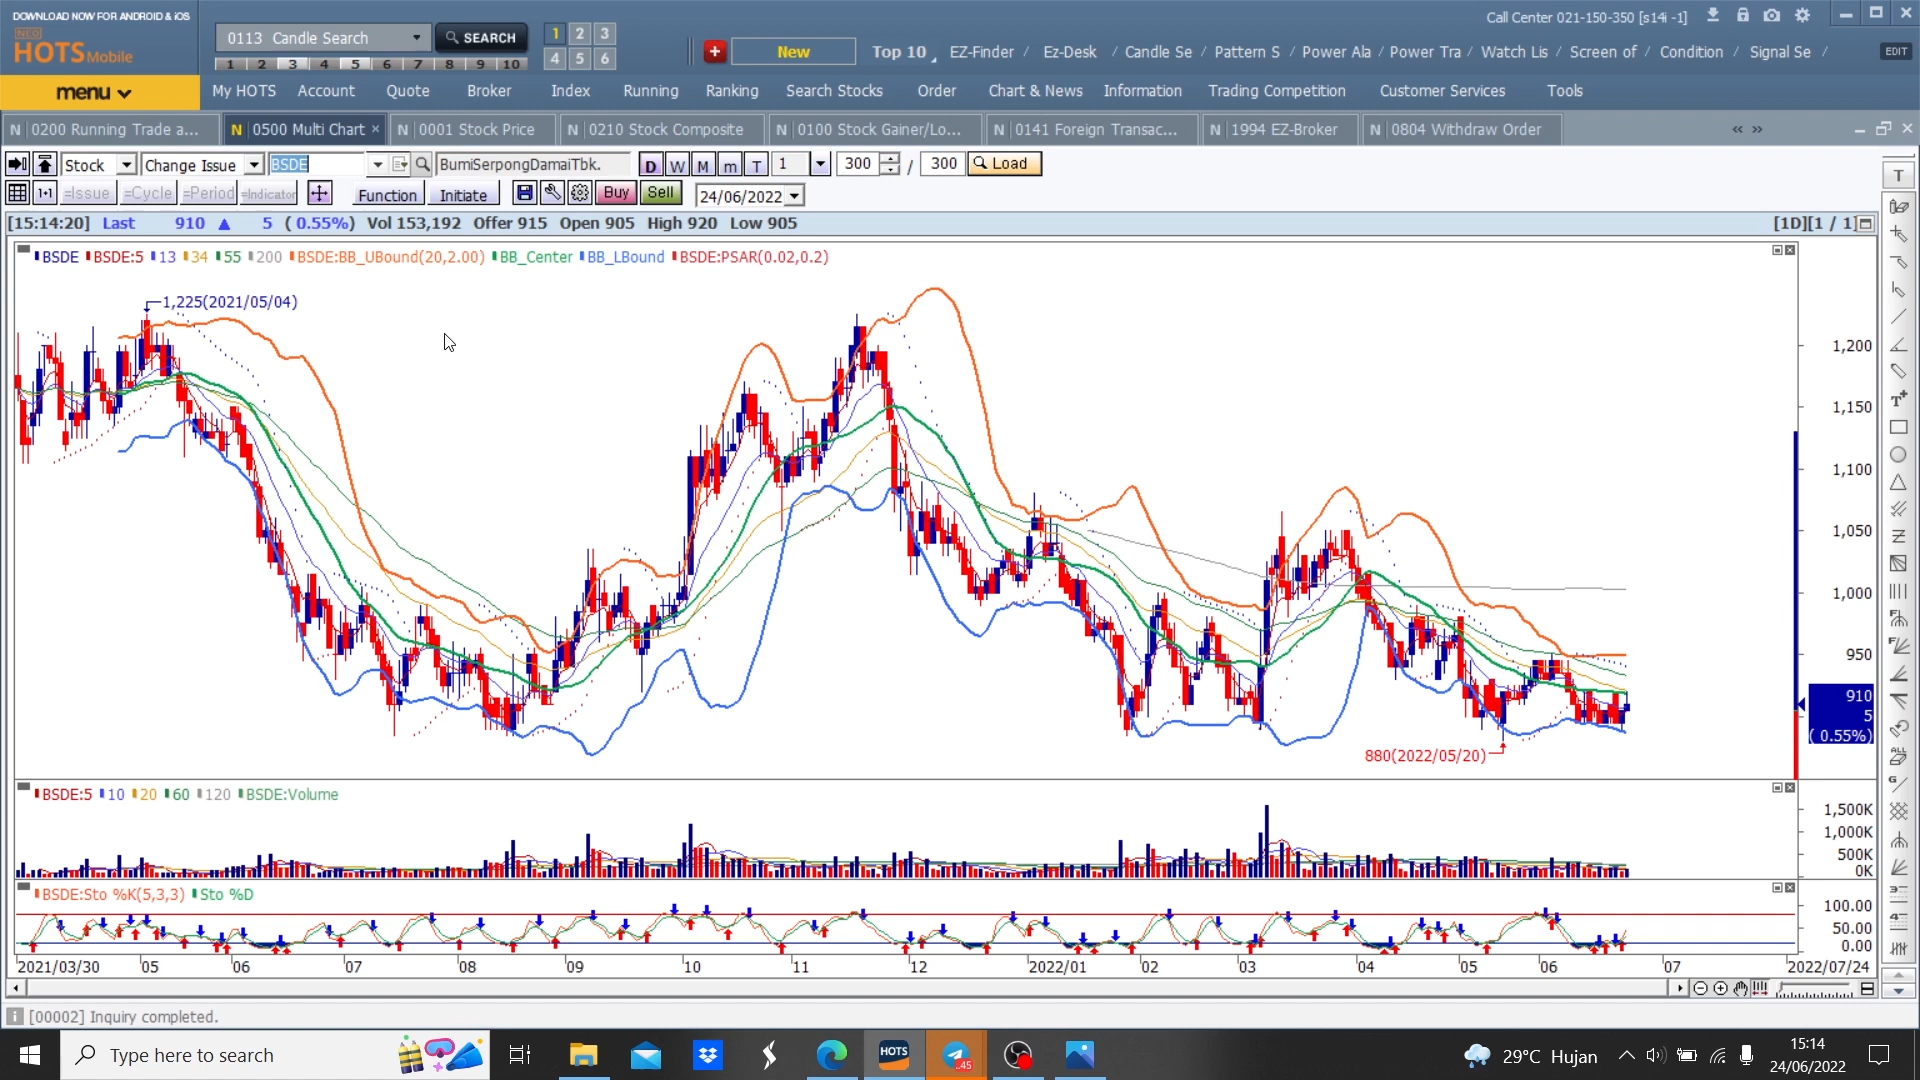 DOWNLOAD NOW FOR ANDROID & iOS
NEO
HOTS Mobile
0113 Candle Search
SEARCH
1 2 3 4 5 6 7 8 9 10
1 2 3
4 5 6
New
Top 10 EZ-Finder / Ez-Desk / Candle Se / Pattern S / Power Ala / Power Tra / Watch Lis / Screen of / Condition / Signal Se /
Call Center 021-150-350 [s14i -1]
EDIT
menu
My HOTS Account Quote Broker Index Running Ranking Search Stocks Order Chart & News Information Trading Competition Customer Services Tools
N 0200 Running Trade a... N 0500 Multi Chart × N 0001 Stock Price N 0210 Stock Composite N 0100 Stock Gainer/Lo... N 0141 Foreign Transac... N 1994 EZ-Broker N 0804 Withdraw Order
Stock Change Issue BSDE BumiSerpongDamaiTbk. D W M m T 1 300 / 300 Load
=Issue =Cycle =Period =Indicator Function Initiate Buy Sell 24/06/2022
[15:14:20] Last 910 ▲ 5 ( 0.55%) Vol 153,192 Offer 915 Open 905 High 920 Low 905 [1D][1 / 1]
BSDE BSDE:5 13 34 55 200 BSDE:BB_UBound(20,2.00) BB_Center BB_LBound BSDE:PSAR(0.02,0.2)
1,225(2021/05/04)
1,200
1,150
1,100
1,050
1,000
950
910
5
( 0.55%)
880(2022/05/20)
BSDE:5 10 20 60 120 BSDE:Volume
1,500K
1,000K
500K
0K
BSDE:Sto %K(5,3,3) Sto %D
100.00
50.00
0.00
2021/03/30 05 06 07 08 09 10 11 12 2022/01 02 03 04 05 06 07 2022/07/24
[00002] Inquiry completed.
Type here to search
HOTS
45
29°C Hujan
15:14
24/06/2022